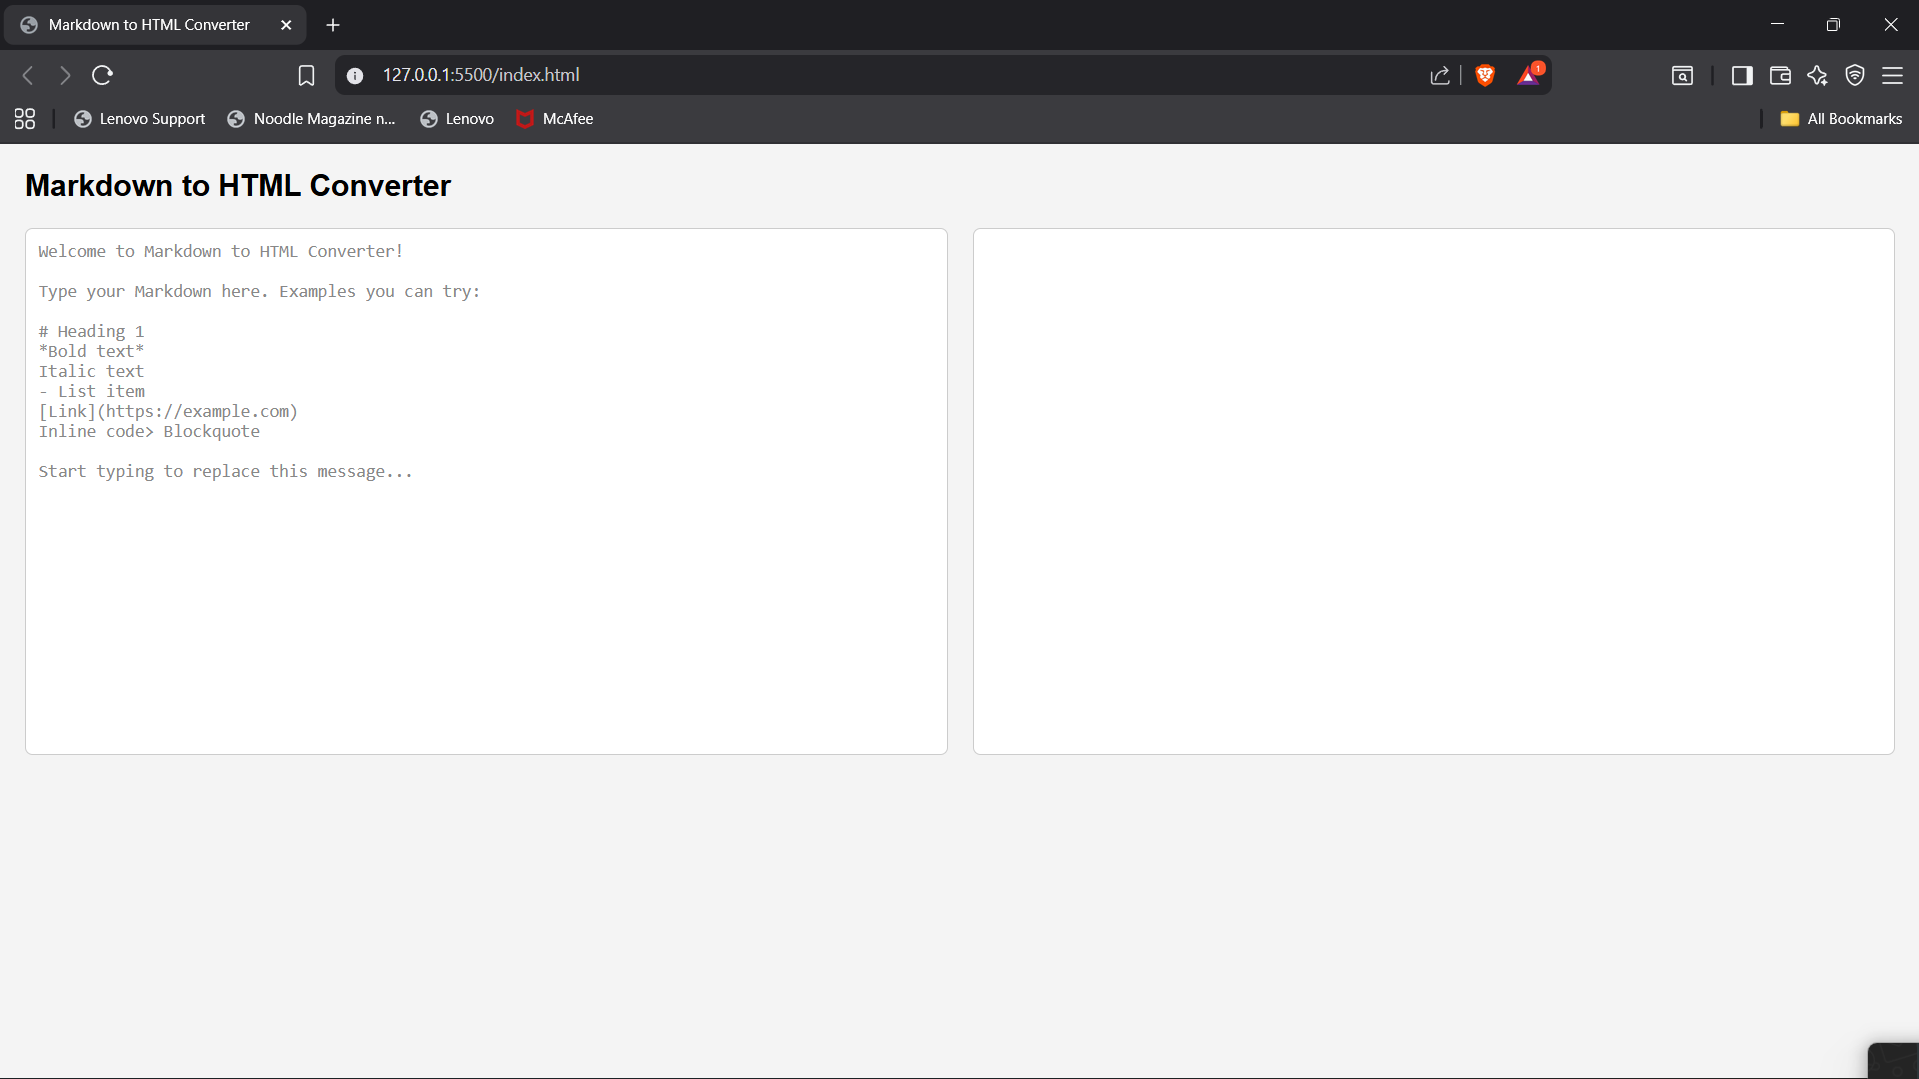 Markdown to HTML Converter
127.0.0.1:5500/index.html
1
Lenovo Support
Noodle Magazine n...
Lenovo
McAfee
All Bookmarks
Markdown to HTML Converter
Welcome to Markdown to HTML Converter!
Type your Markdown here. Examples you can try:
# Heading 1
*Bold text*
Italic text
- List item
[Link](https://example.com)
Inline code> Blockquote
Start typing to replace this message...